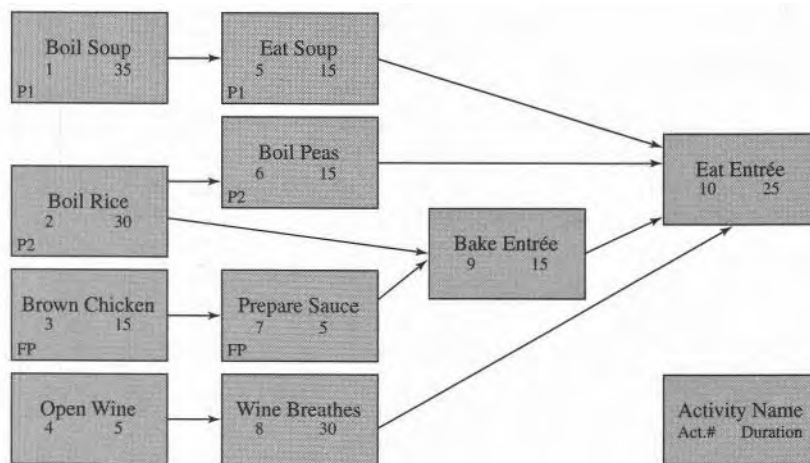 Boil Soup
1 35
P1
Eat Soup
5 15
P1
Boil Peas
6 15
P2
Boil Rice
2 30
P2
Eat Entrée
10 25
Bake Entrée
9 15
Brown Chicken
3 15
FP
Prepare Sauce
7 5
FP
Open Wine
4 5
Wine Breathes
8 30
Activity Name
Act.# Duration